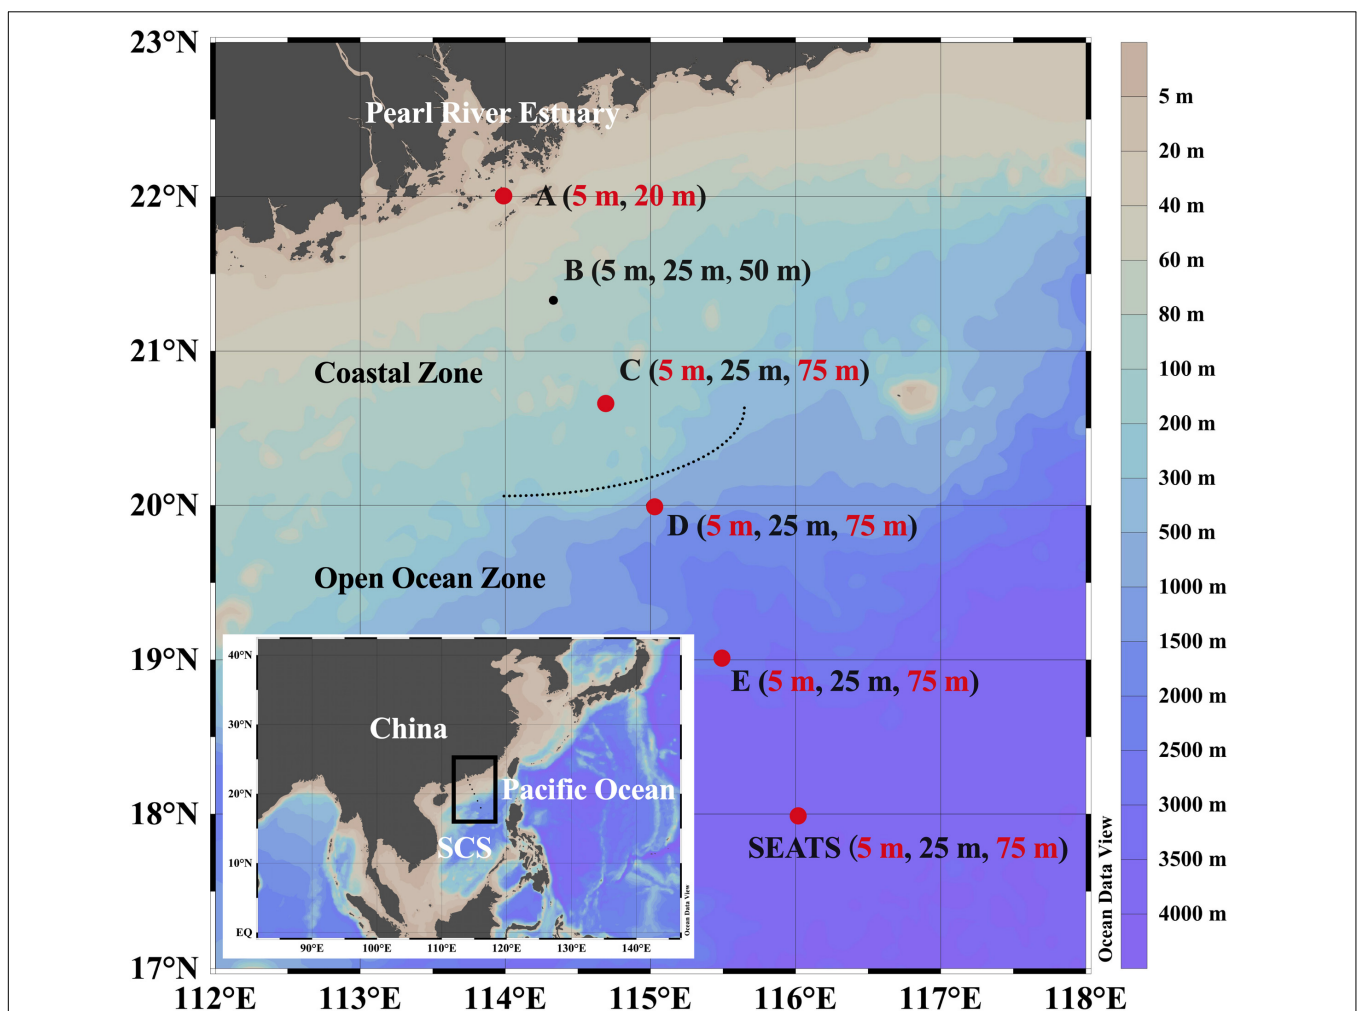 23°N
22°N
21°N
20°N
19°N
18°N
17°N
112°E
113°E
114°E
115°E
116°E
117°E
118°E
Pearl River Estuary
A (5 m, 20 m)
B (5 m, 25 m, 50 m)
Coastal Zone
C (5 m, 25 m, 75 m)
D (5 m, 25 m, 75 m)
Open Ocean Zone
E (5 m, 25 m, 75 m)
SEATS (5 m, 25 m, 75 m)
40°N
30°N
20°N
10°N
EQ
90°E
100°E
110°E
120°E
130°E
140°E
China
Pacific Ocean
SCS
Ocean Data View
Ocean Data View
5 m
20 m
40 m
60 m
80 m
100 m
200 m
300 m
500 m
1000 m
1500 m
2000 m
2500 m
3000 m
3500 m
4000 m